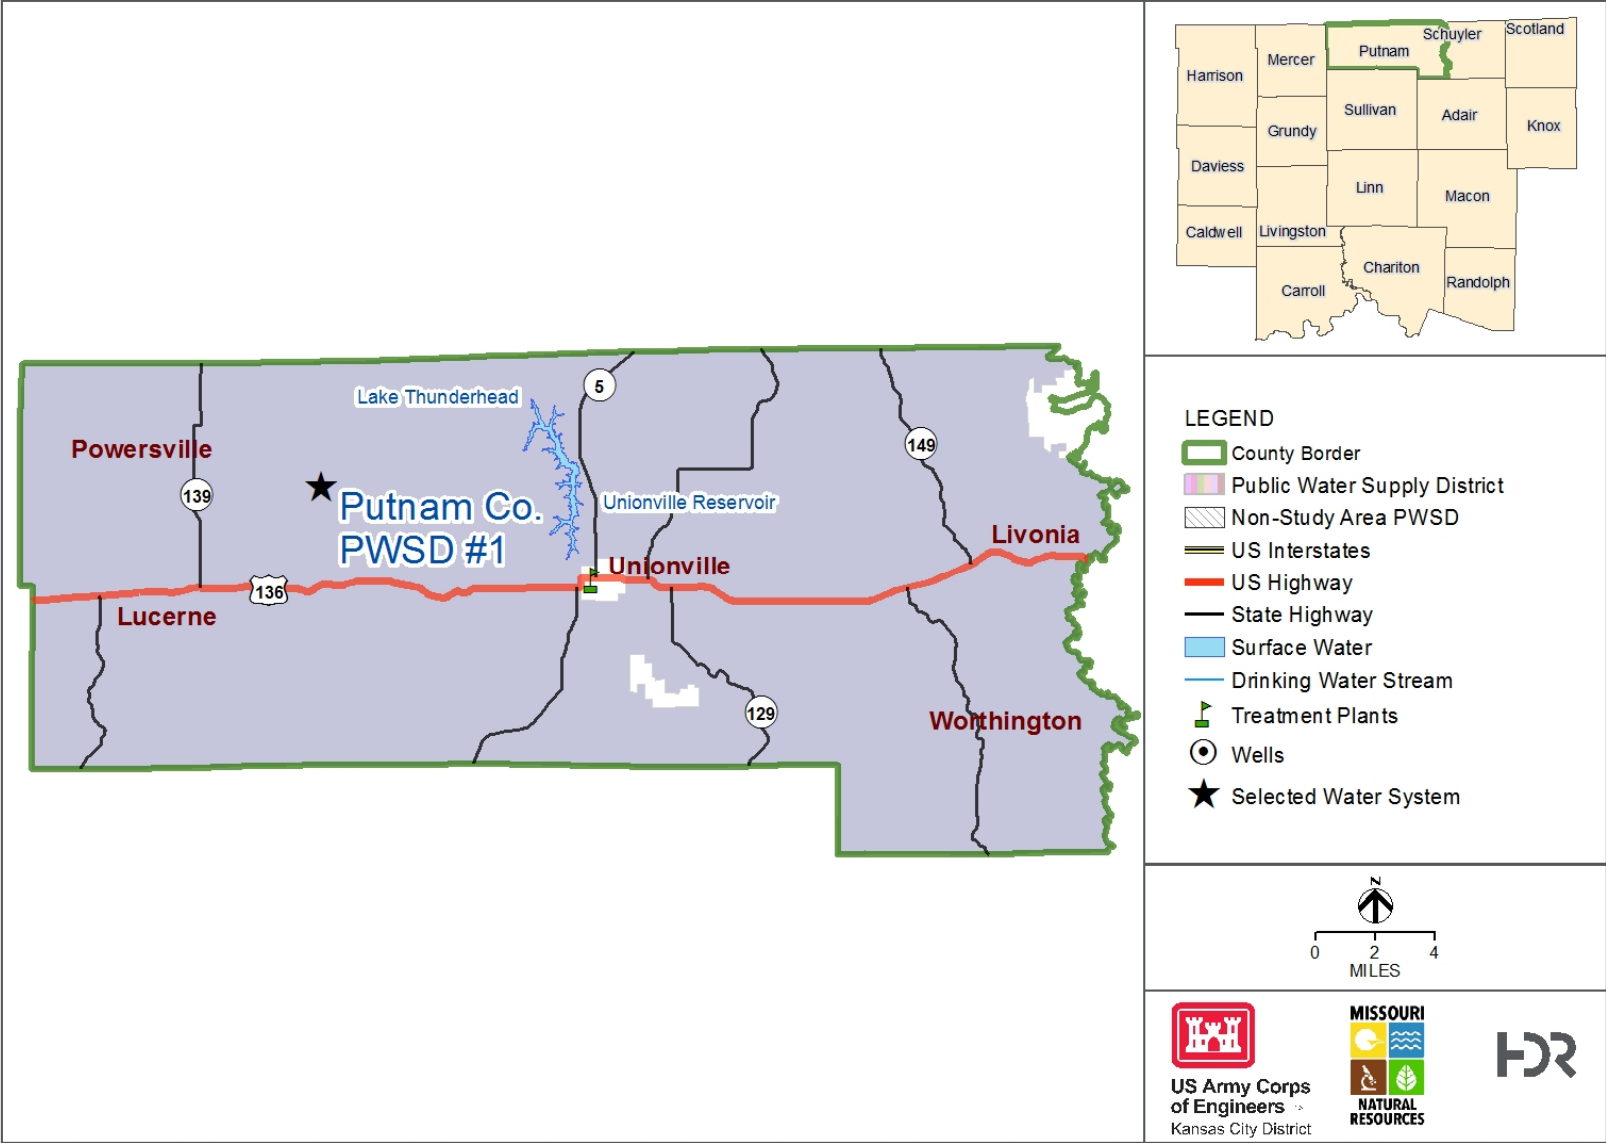 Lake Thunderhead
5
Powersville
149
139
Putnam Co.
PWSD #1
Unionville Reservoir
Livonia
Unionville
136
Lucerne
129
Worthington
Harrison
Mercer
Putnam
Schuyler
Scotland
Sullivan
Adair
Knox
Grundy
Daviess
Linn
Macon
Caldwell
Livingston
Chariton
Carroll
Randolph
LEGEND
County Border
Public Water Supply District
Non-Study Area PWSD
US Interstates
US Highway
State Highway
Surface Water
Drinking Water Stream
Treatment Plants
Wells
Selected Water System
N
0 2 4
MILES
US Army Corps
of Engineers
Kansas City District
MISSOURI
NATURAL
RESOURCES
HDR